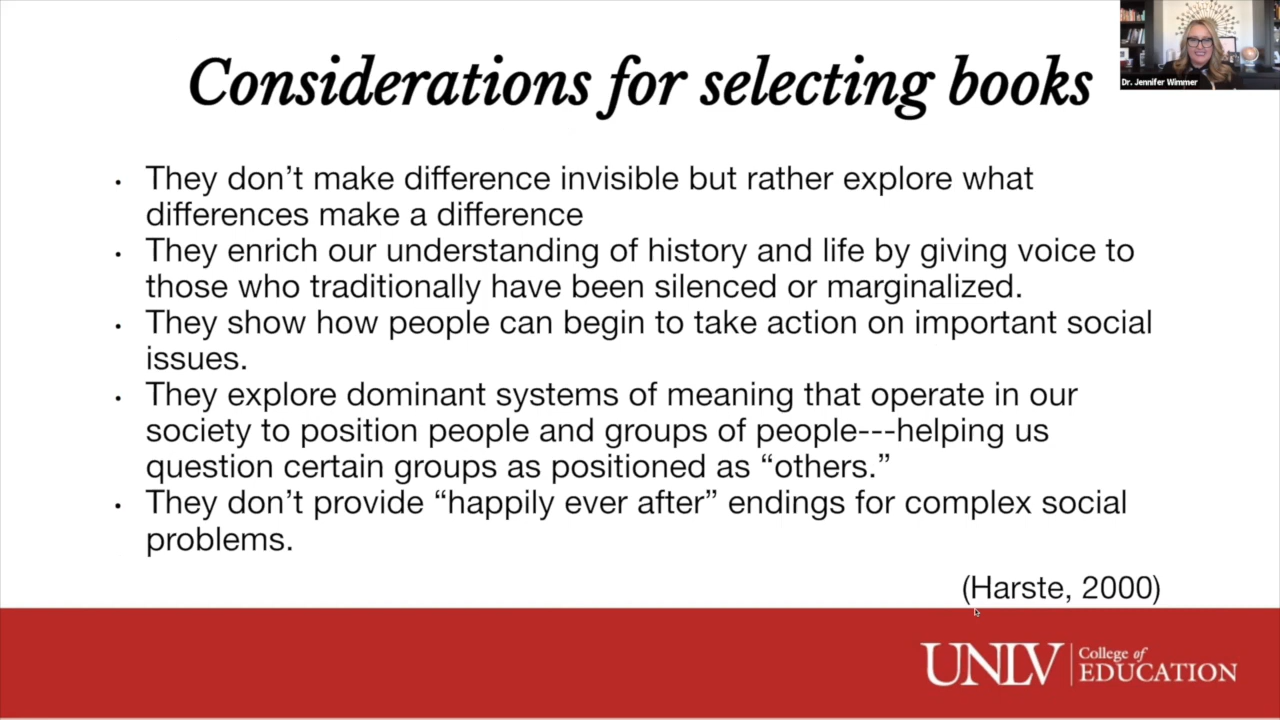 Considerations for selecting books
Dr. Jennifer Wimmer
• They don’t make difference invisible but rather explore what
differences make a difference
• They enrich our understanding of history and life by giving voice to
those who traditionally have been silenced or marginalized.
• They show how people can begin to take action on important social
issues.
• They explore dominant systems of meaning that operate in our
society to position people and groups of people---helping us
question certain groups as positioned as “others.”
• They don’t provide “happily ever after” endings for complex social
problems.
(Harste, 2000)
UNLV
College of
EDUCATION